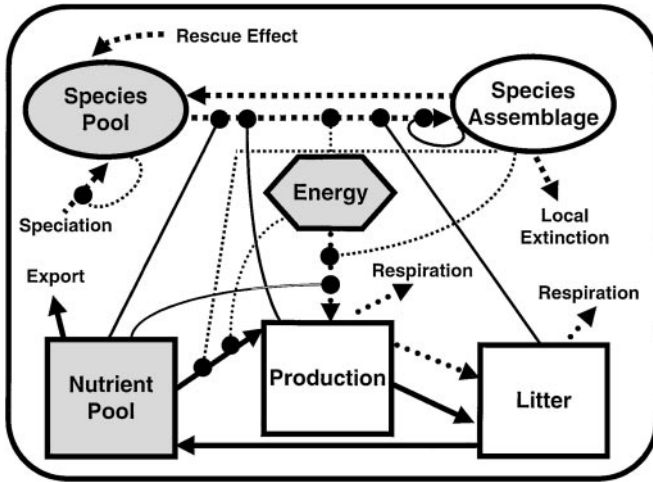 Rescue Effect
Species
Pool
Species
Assemblage
Energy
Speciation
Local
Extinction
Export
Respiration
Respiration
Nutrient
Pool
Production
Litter